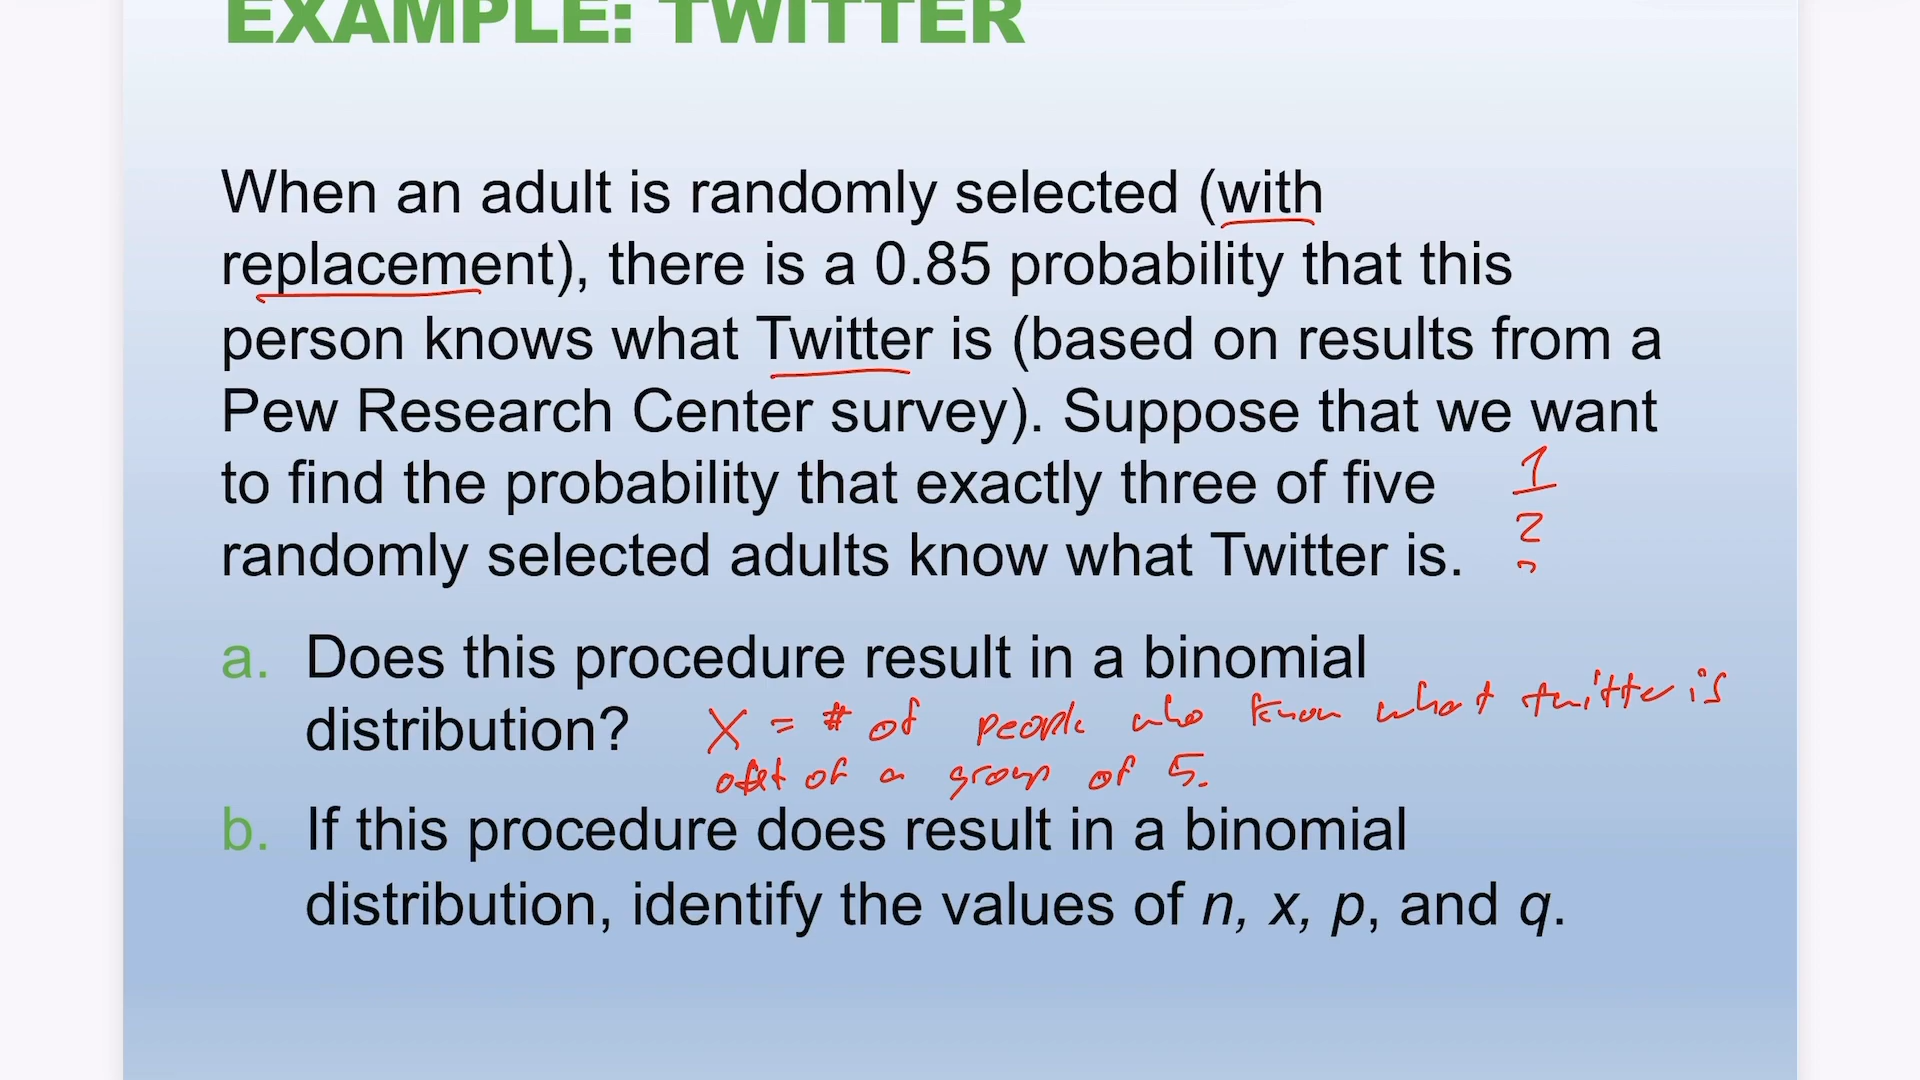 EXAMPLE: TWITTER
When an adult is randomly selected (with
replacement), there is a 0.85 probability that this
person knows what Twitter is (based on results from a
Pew Research Center survey). Suppose that we want
to find the probability that exactly three of five
randomly selected adults know what Twitter is.
1
2
a. Does this procedure result in a binomial
distribution?
X = # of people who know what twitter is
of a group of 5.
b. If this procedure does result in a binomial
distribution, identify the values of n, x, p, and q.